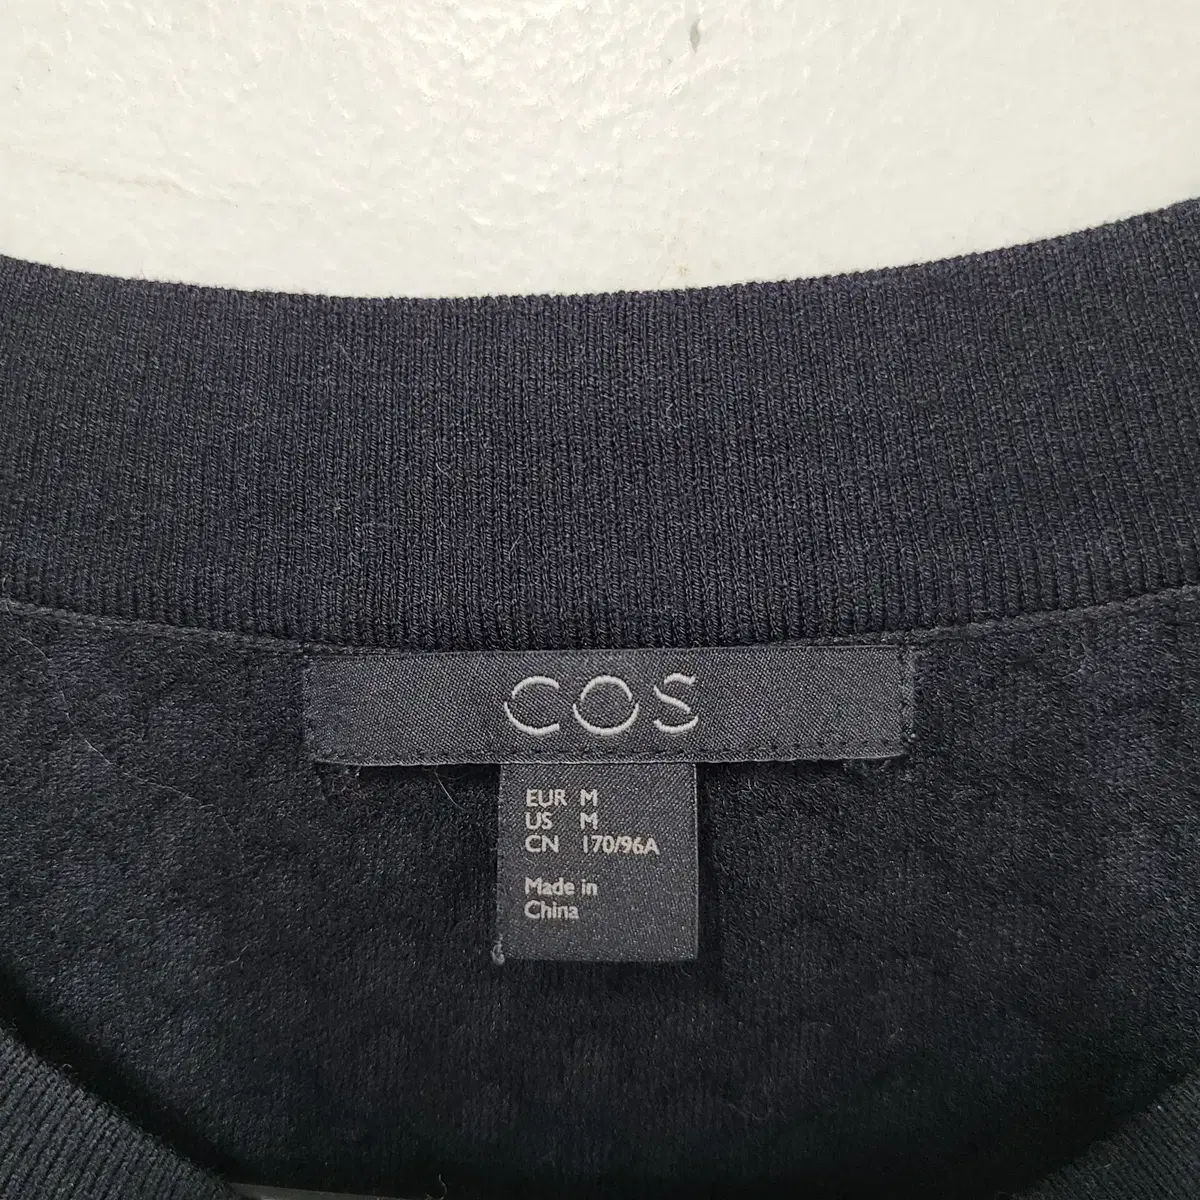 COS
EUR M
US M
CN 170/96A
Made in
China